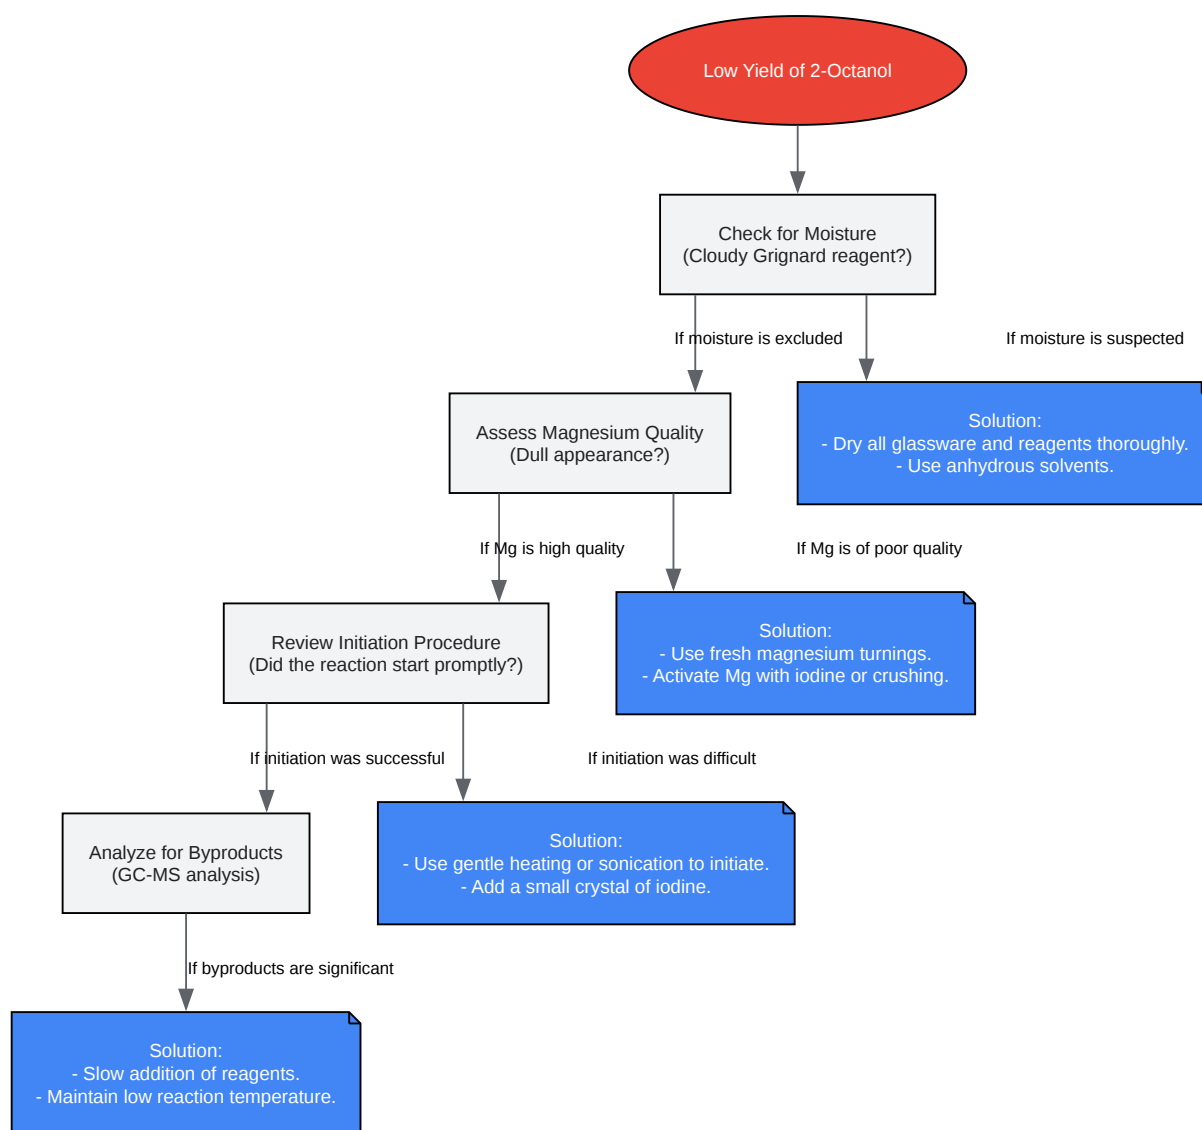 Low Yield of 2-Octanol
Check for Moisture
(Cloudy Grignard reagent?)
If moisture is excluded
If moisture is suspected
Solution:
- Dry all glassware and reagents thoroughly.
- Use anhydrous solvents.
Assess Magnesium Quality
(Dull appearance?)
If Mg is high quality
If Mg is of poor quality
Solution:
- Use fresh magnesium turnings.
- Activate Mg with iodine or crushing.
Review Initiation Procedure
(Did the reaction start promptly?)
If initiation was successful
If initiation was difficult
Solution:
- Use gentle heating or sonication to initiate.
- Add a small crystal of iodine.
Analyze for Byproducts
(GC-MS analysis)
If byproducts are significant
Solution:
- Slow addition of reagents.
- Maintain low reaction temperature.